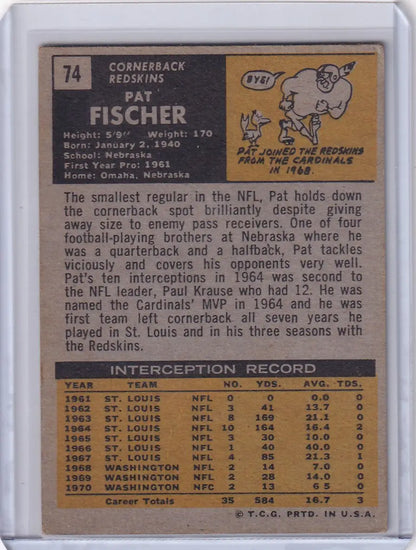 74
CORNERBACK
REDSKINS
PAT
FISCHER
Height: 5'9" Weight: 170
Born: January 2, 1940
School: Nebraska
First Year Pro: 1961
Home: Omaha, Nebraska
BYE!
PAT JOINED THE REDSKINS
FROM THE CARDINALS
IN 1968.
The smallest regular in the NFL, Pat holds down
the cornerback spot brilliantly despite giving
away size to enemy pass receivers. One of four
football-playing brothers at Nebraska where he
was a quarterback and a halfback, Pat tackles
viciously and covers his opponents very well.
Pat's ten interceptions in 1964 was second to
the NFL leader, Paul Krause who had 12. He was
named the Cardinals' MVP in 1964 and he was
first team left cornerback all seven years he
played in St. Louis and in his three seasons with
the Redskins.
INTERCEPTION RECORD
YEAR TEAM NO. YDS. AVG. TDS.
1961 ST. LOUIS NFL 0 0 0.0 0
1962 ST. LOUIS NFL 3 41 13.7 0
1963 ST. LOUIS NFL 8 169 21.1 0
1964 ST. LOUIS NFL 10 164 16.4 2
1965 ST. LOUIS NFL 3 30 10.0 0
1966 ST. LOUIS NFL 1 40 40.0 0
1967 ST. LOUIS NFL 4 85 21.3 1
1968 WASHINGTON NFL 2 14 7.0 0
1969 WASHINGTON NFL 2 28 14.0 0
1970 WASHINGTON NFC 2 13 6 5 0
Career Totals 35 584 16.7 3
© T.C.G. PRTD. IN U.S.A.